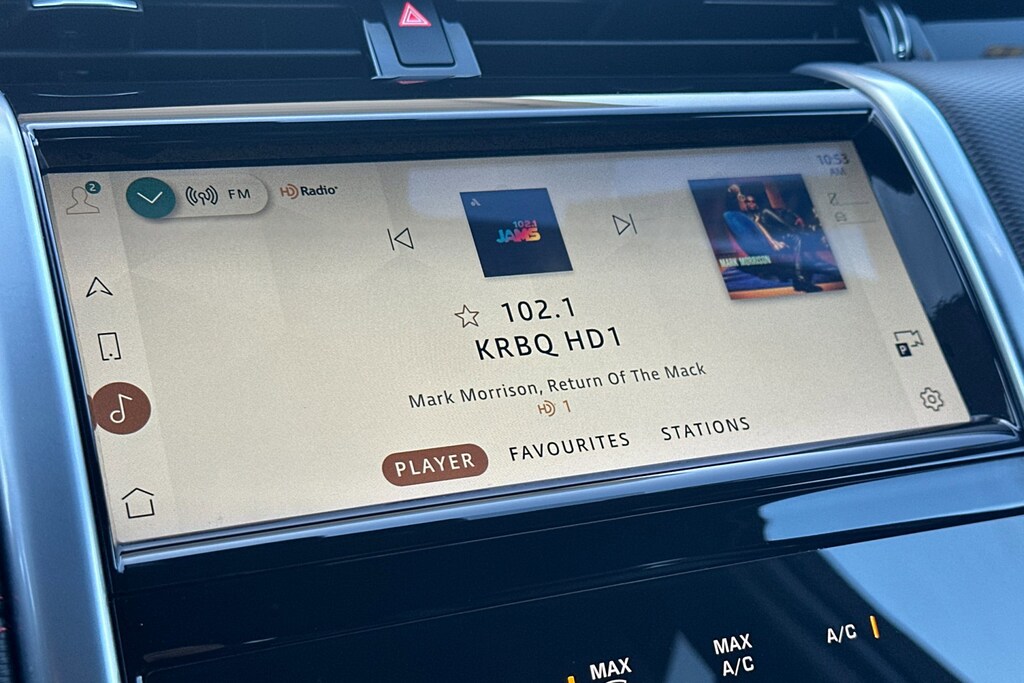 2
FM
HD Radio
10:53
AM
102.1
JAMS
MARK MORRISON
102.1
KRBQ HD1
Mark Morrison, Return Of The Mack
HD 1
P
PLAYER
FAVOURITES
STATIONS
MAX
MAX
A/C
A/C